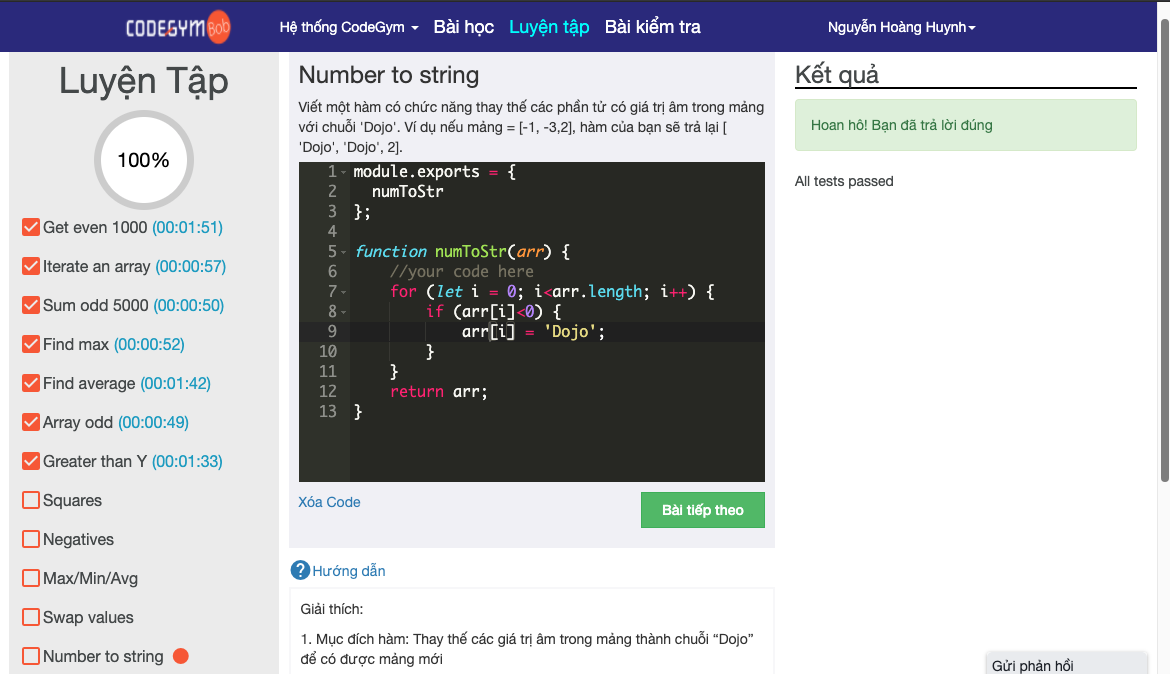 CODEGYM Bob
Hệ thống CodeGym
Bài học
Luyện tập
Bài kiểm tra
Nguyễn Hoàng Huynh
Luyện Tập
100%
Get even 1000 (00:01:51)
Iterate an array (00:00:57)
Sum odd 5000 (00:00:50)
Find max (00:00:52)
Find average (00:01:42)
Array odd (00:00:49)
Greater than Y (00:01:33)
Squares
Negatives
Max/Min/Avg
Swap values
Number to string
Number to string
Viết một hàm có chức năng thay thế các phần tử có giá trị âm trong mảng
với chuỗi 'Dojo'. Ví dụ nếu mảng = [-1, -3,2], hàm của bạn sẽ trả lại [
'Dojo', 'Dojo', 2].
1 module.exports = {
2 numToStr
3 };
4
5 function numToStr(arr) {
6 //your code here
7 for (let i = 0; i<arr.length; i++) {
8 if (arr[i]<0) {
9 arr[i] = 'Dojo';
10 }
11 }
12 return arr;
13 }
Xóa Code
Bài tiếp theo
? Hướng dẫn
Giải thích:
1. Mục đích hàm: Thay thế các giá trị âm trong mảng thành chuỗi “Dojo”
để có được mảng mới
Kết quả
Hoan hô! Bạn đã trả lời đúng
All tests passed
Gửi phản hồi